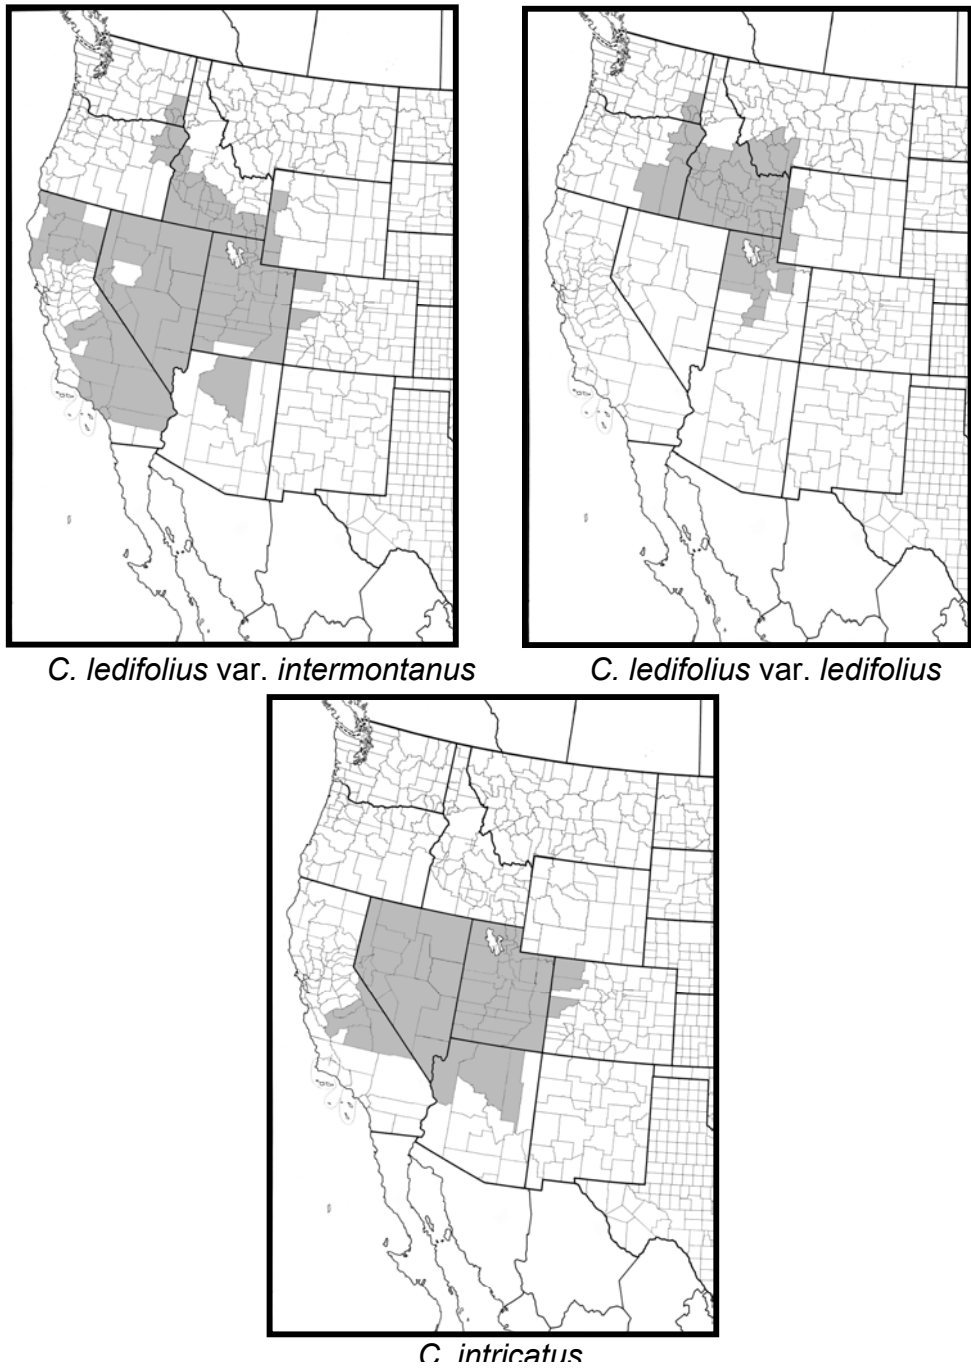 C. ledifolius var. intermontanus
C. ledifolius var. ledifolius
C. intricatus